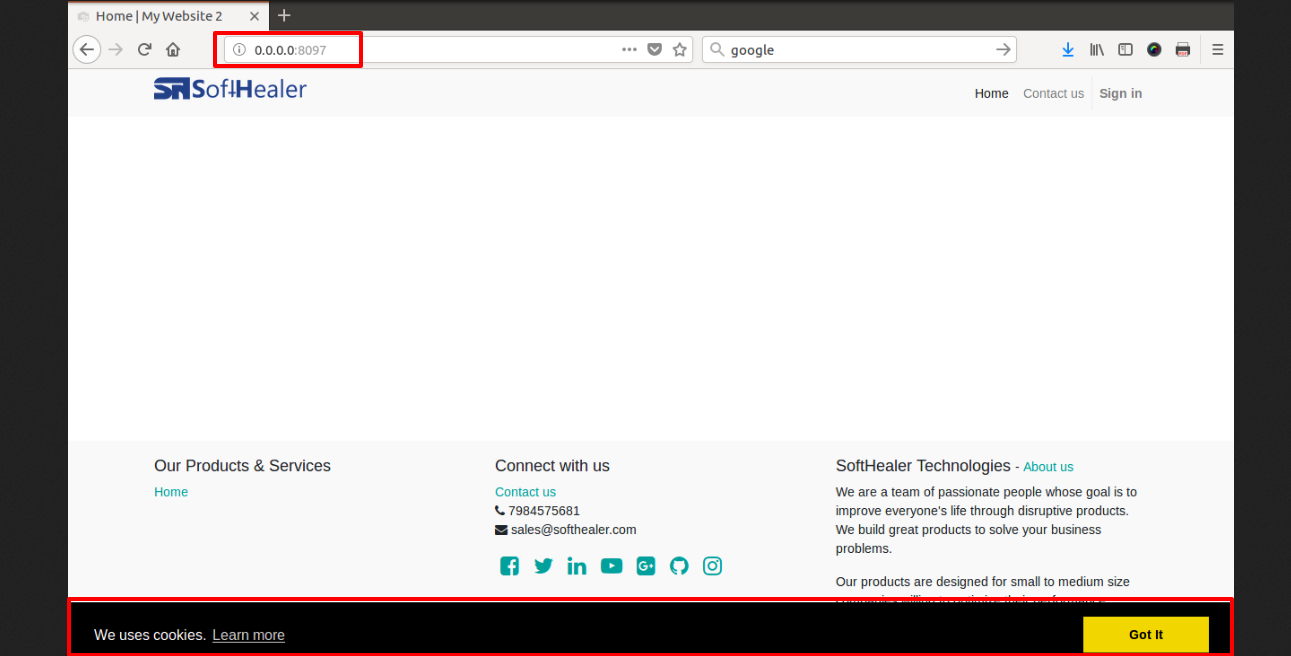 Home | My Website 2
0.0.0.0:8097
google
SoftHealer
Home Contact us Sign in
Our Products & Services
Home
Connect with us
Contact us
7984575681
sales@softhealer.com
SoftHealer Technologies - About us
We are a team of passionate people whose goal is to
improve everyone's life through disruptive products.
We build great products to solve your business
problems.
Our products are designed for small to medium size
We uses cookies. Learn more
Got It